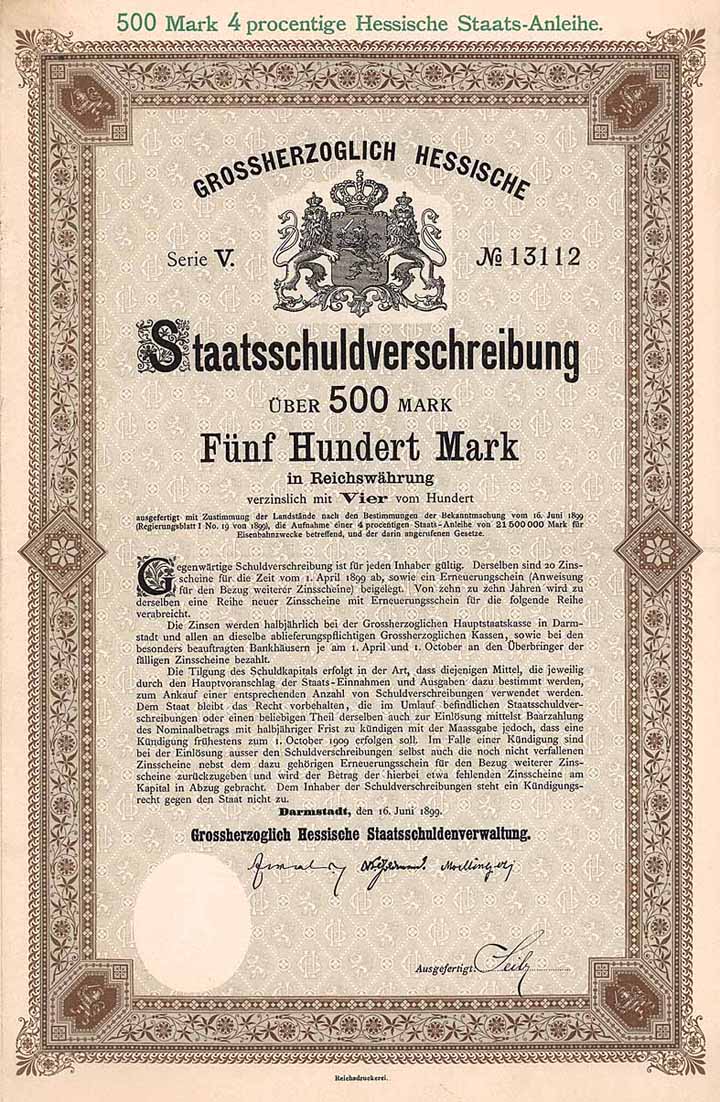 500 Mark 4 procentige Hessische Staats-Anleihe.
GROSSHERZOGLICH HESSISCHE
Serie V. № 13112
Staatsschuldverschreibung
ÜBER 500 MARK
Fünf Hundert Mark
in Reichswährung
verzinslich mit Vier vom Hundert
ausgefertigt mit Zustimmung der Landstände nach den Bestimmungen der Bekanntmachung vom 16. Juni 1899
(Regierungsblatt I No. 19 von 1899), die Aufnahme einer 4 procentigen Staats-Anleihe von 21 500 000 Mark für
Eisenbahnzwecke betreffend, und der darin angerufenen Gesetze.
Gegenwärtige Schuldverschreibung ist für jeden Inhaber gültig. Derselben sind 20 Zins-
scheine für die Zeit vom 1. April 1899 ab, sowie ein Erneuerungschein (Anweisung
für den Bezug weiterer Zinsscheine) beigelegt. Von zehn zu zehn Jahren wird zu
derselben eine Reihe neuer Zinsscheine mit Erneuerungsschein für die folgende Reihe
verabreicht.
Die Zinsen werden halbjährlich bei der Grossherzoglichen Hauptstaatskasse in Darm-
stadt und allen an dieselbe ablieferungspflichtigen Grossherzoglichen Kassen, sowie bei den
besonders beauftragten Bankhäusern je am 1. April und 1. October an den Überbringer der
fälligen Zinsscheine bezahlt.
Die Tilgung des Schuldkapitals erfolgt in der Art, dass diejenigen Mittel, die jeweilig
durch den Hauptvoranschlag der Staats-Einnahmen und Ausgaben dazu bestimmt werden,
zum Ankauf einer entsprechenden Anzahl von Schuldverschreibungen verwendet werden.
Dem Staat bleibt das Recht vorbehalten, die im Umlauf befindlichen Staatsschuldver-
schreibungen oder einen beliebigen Theil derselben auch zur Einlösung mittelst Baarzahlung
des Nominalbetrags mit halbjähriger Frist zu kündigen mit der Maassgabe jedoch, dass eine
Kündigung frühestens zum 1. October 1909 erfolgen soll. Im Falle einer Kündigung sind
bei der Einlösung ausser den Schuldverschreibungen selbst auch die noch nicht verfallenen
Zinsscheine nebst dem dazu gehörigen Erneuerungsschein für den Bezug weiterer Zins-
scheine zurückzugeben und wird der Betrag der hierbei etwa fehlenden Zinsscheine am
Kapital in Abzug gebracht. Dem Inhaber der Schuldverschreibungen steht ein Kündigungs-
recht gegen den Staat nicht zu.
Darmstadt, den 16. Juni 1899.
Grossherzoglich Hessische Staatsschuldenverwaltung.
Ausgefertigt:
Reichsdruckerei.